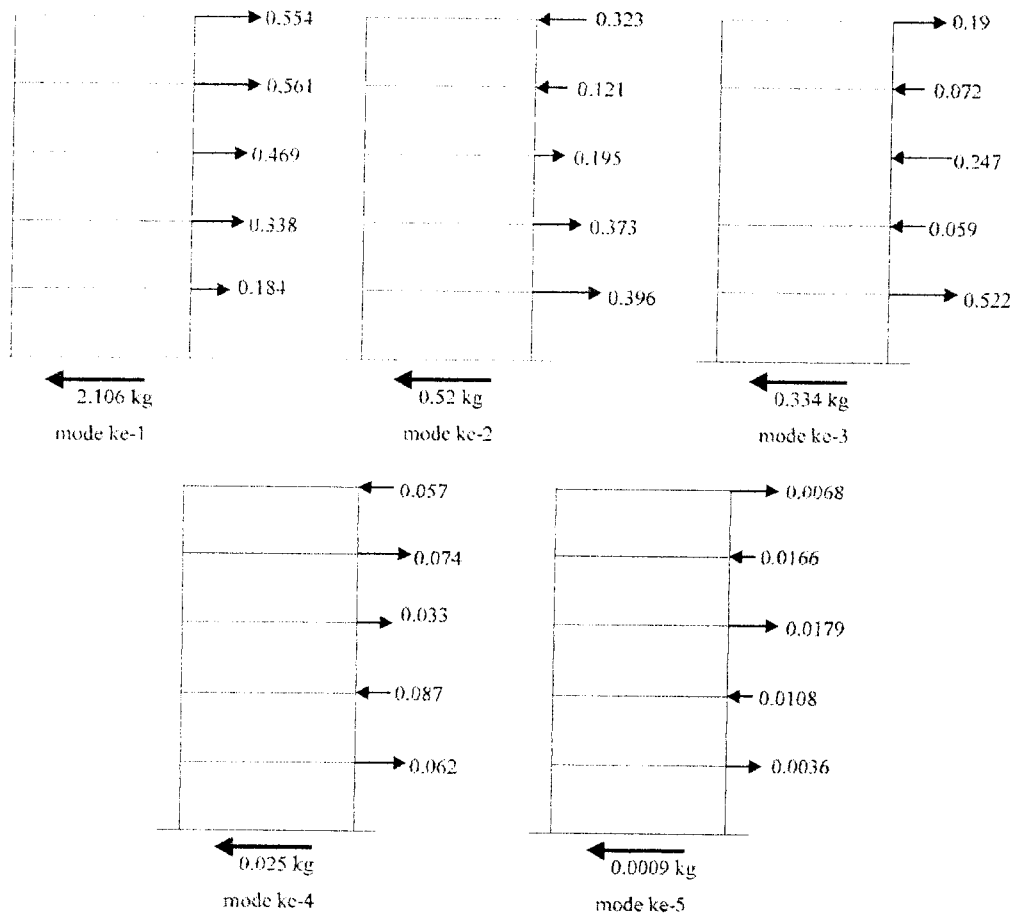 0.554
0.561
0.469
0.338
0.184
2.106 kg
mode ke-1
0.323
0.121
0.195
0.373
0.396
0.52 kg
mode ke-2
0.19
0.072
0.247
0.059
0.522
0.334 kg
mode ke-3
0.057
0.074
0.033
0.087
0.062
0.025 kg
mode ke-4
0.0068
0.0166
0.0179
0.0108
0.0036
0.0009 kg
mode ke-5